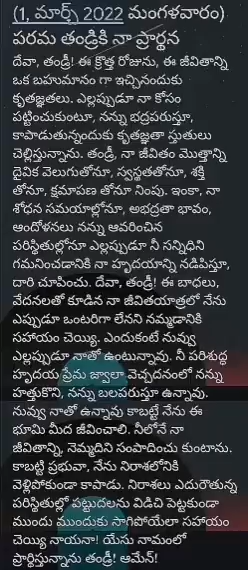 (1, మార్చ్ 2022 మంగళవారం)
పరమ తండ్రికి నా ప్రార్థన
దేవా, తండ్రీ! ఈ క్రొత్త రోజును, ఈ జీవితాన్ని
ఒక బహుమానం గా ఇచ్చినందుకు
కృతజ్ఞతలు. ఎల్లప్పుడూ నా కోసం
పట్టించుకుంటూ, నన్ను భద్రపరుస్తూ,
కాపాడుతున్నందుకు కృతజ్ఞతా స్తుతులు
చెల్లిస్తున్నాను. తండ్రీ, నా జీవితం మొత్తాన్ని
దైవిక వెలుగుతోనూ, స్వస్థతతోనూ, శక్తి
తోనూ, క్షమాపణ తోనూ నింపు. ఇంకా, నా
శోధన సమయాల్లోనూ, అభద్రతా భావం,
ఆందోళనలు నన్ను ఆవరించిన
పరిస్థితుల్లోనూ ఎల్లప్పుడూ నీ సన్నిధిని
గమనించడానికి నా హృదయాన్ని నడిపిస్తూ,
దారి చూపించు. దేవా, తండ్రీ! ఈ బాధలు,
వేదనలతో కూడిన నా జీవితయాత్రలో నేను
ఎప్పుడూ ఒంటరిగా లేనని నమ్మడానికి
సహాయం చెయ్యి. ఎందుకంటే నువ్వు
ఎల్లప్పుడూ నాతో ఉంటున్నావు. నీ పరిశుద్ధ
హృదయ ప్రేమ జ్వాలా వెచ్చదనంలో నన్ను
హత్తుకొని, నన్ను బలపరుస్తూ ఉన్నావు.
నువ్వు నాతో ఉన్నావు కాబట్టే నేను ఈ
భూమి మీద జీవించాలి. నీలోనే నా
జీవితాన్ని, నెమ్మదిని సంపాదించు కుంటాను.
కాబట్టి ప్రభువా, నేను నిరాశలోనికి
వెళ్లిపోకుండా కాపాడు. నిరాశలు ఎదురౌతున్న
పరిస్థితుల్లో పట్టుదలను విడిచి పెట్టకుండా
ముందు ముందుకు సాగిపోయేలా సహాయం
చెయ్యి నాయనా! యేసు నామంలో
ప్రార్థిస్తున్నాను తండ్రీ! ఆమేన్!